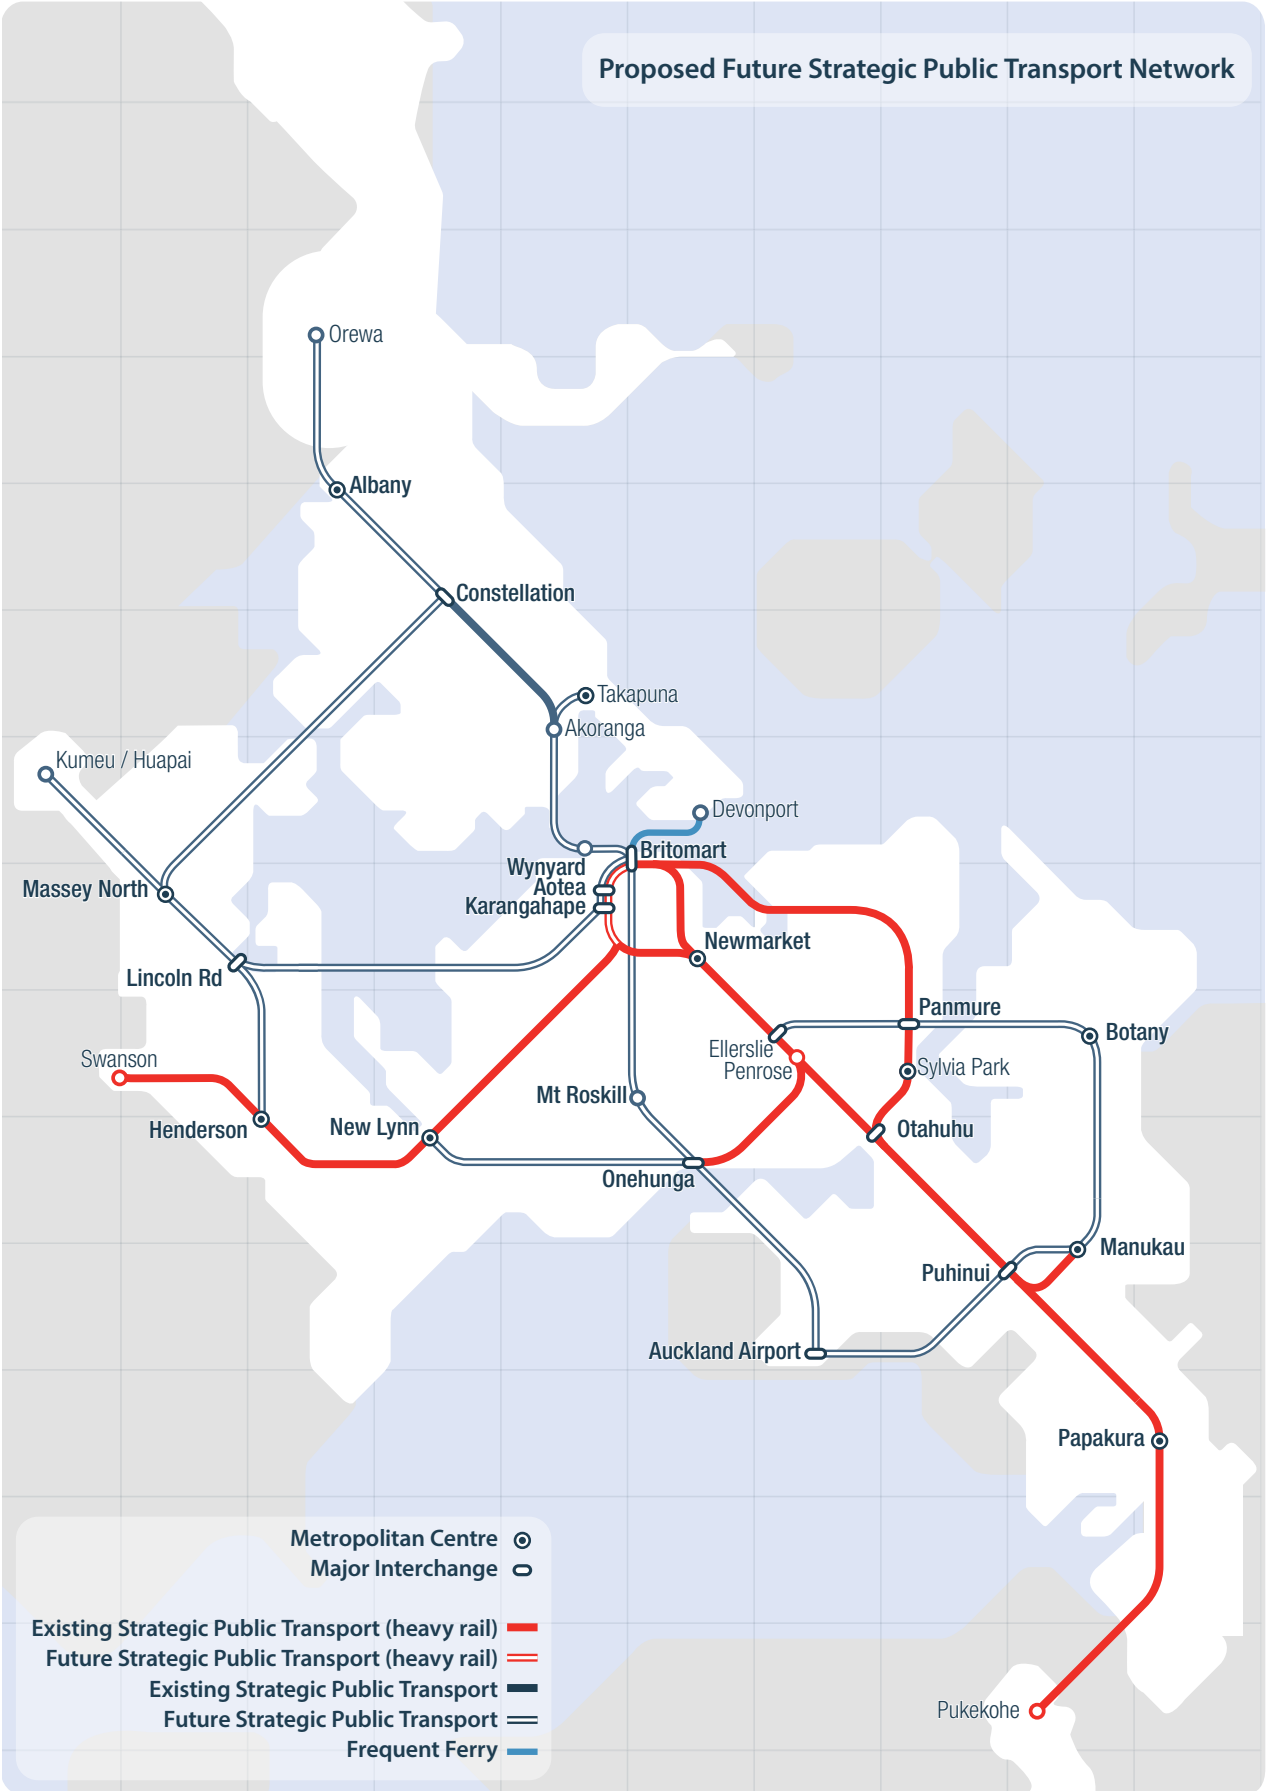 Proposed Future Strategic Public Transport Network
Orewa
Albany
Constellation
Takapuna
Akoranga
Kumeu / Huapai
Devonport
Britomart
Wynyard
Aotea
Karangahape
Massey North
Newmarket
Lincoln Rd
Panmure
Botany
Ellerslie
Penrose
Sylvia Park
Swanson
Mt Roskill
Henderson
New Lynn
Otahuhu
Onehunga
Manukau
Puhinui
Auckland Airport
Papakura
Pukekohe
Metropolitan Centre
Major Interchange
Existing Strategic Public Transport (heavy rail)
Future Strategic Public Transport (heavy rail)
Existing Strategic Public Transport
Future Strategic Public Transport
Frequent Ferry